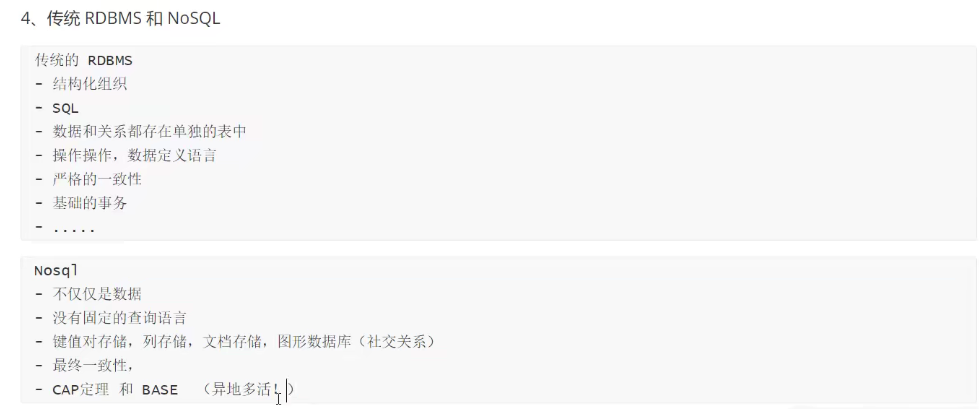 4、传统 RDBMS 和 NoSQL
传统的 RDBMS
- 结构化组织
- SQL
- 数据和关系都存在单独的表中
- 操作操作，数据定义语言
- 严格的一致性
- 基础的事务
- .....
Nosql
- 不仅仅是数据
- 没有固定的查询语言
- 键值对存储，列存储，文档存储，图形数据库（社交关系）
- 最终一致性，
- CAP定理 和 BASE （异地多活！）